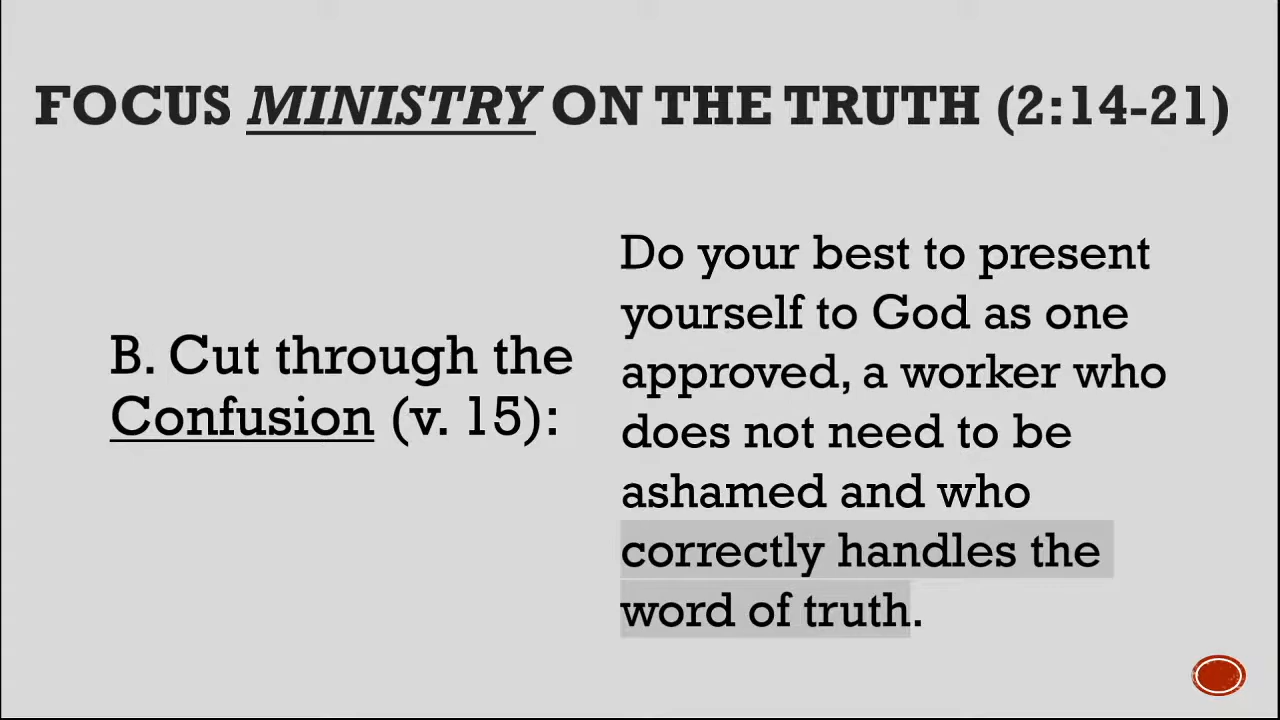 FOCUS MINISTRY ON THE TRUTH (2:14-21)
B. Cut through the
Confusion (v. 15):
Do your best to present
yourself to God as one
approved, a worker who
does not need to be
ashamed and who
correctly handles the
word of truth.